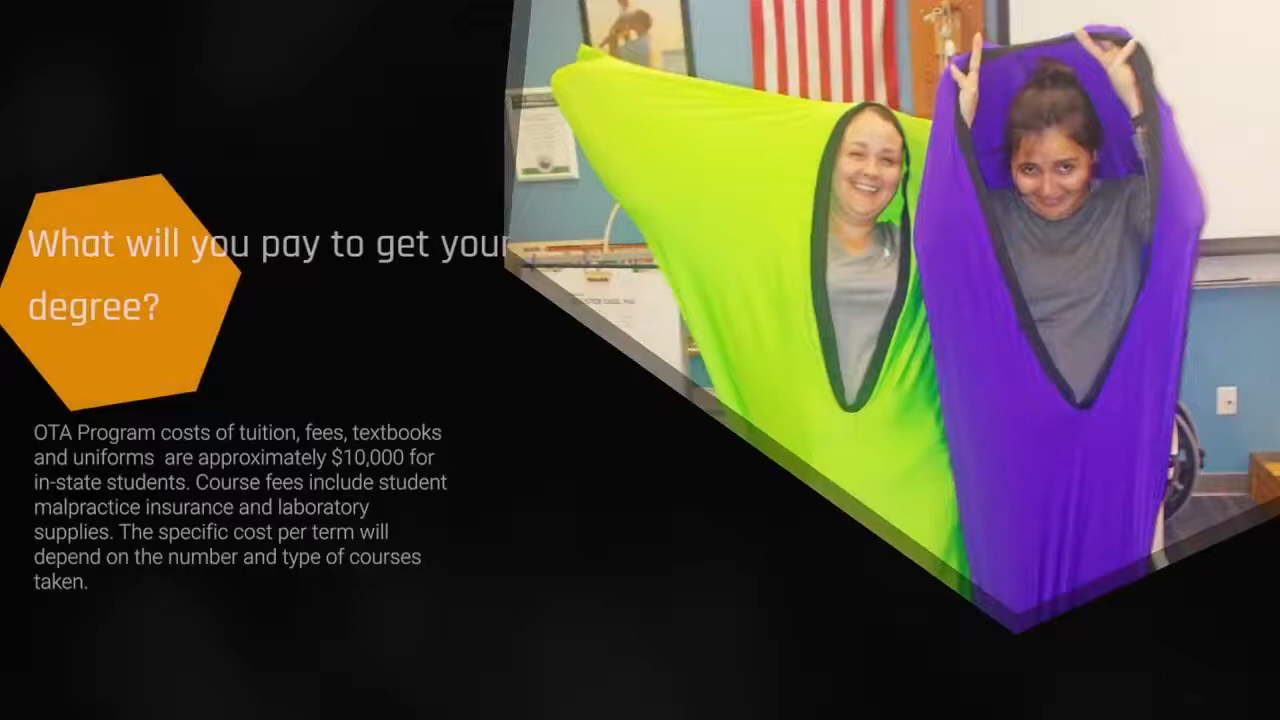 What will you pay to get your
degree?
OTA Program costs of tuition, fees, textbooks
and uniforms  are approximately $10,000 for
in-state students. Course fees include student
malpractice insurance and laboratory
supplies. The specific cost per term will
depend on the number and type of courses
taken.